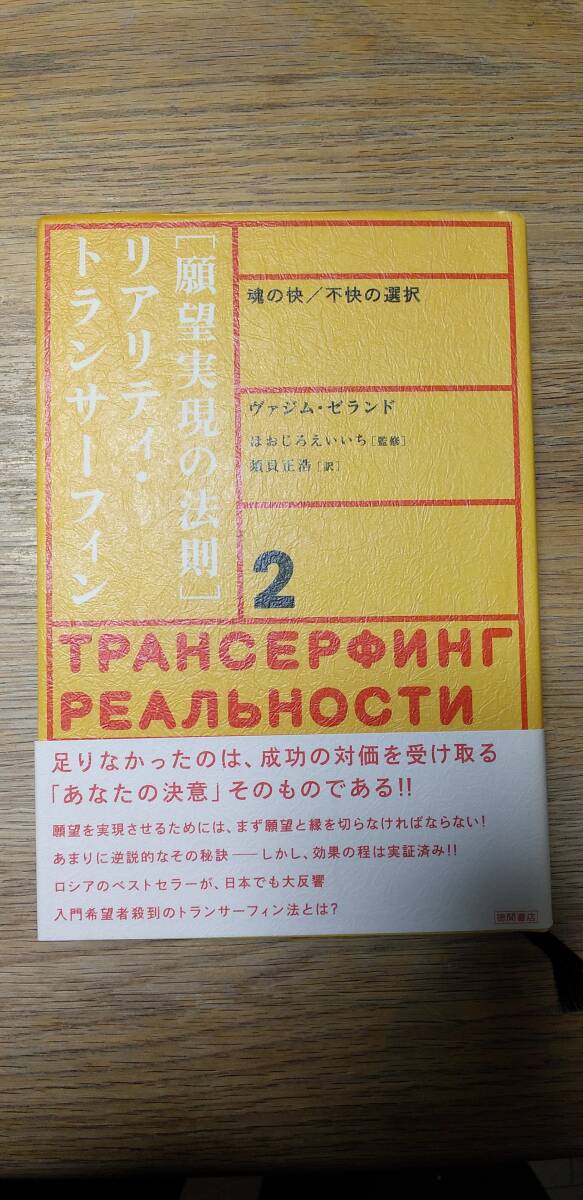 [願望実現の法則]
リアリティ・
トランサーフィン
魂の快／不快の選択
ヴァジム・ゼランド
ほおじろえいいち[監修]
須貝正浩[訳]
2
ТРАНСЕРФИНГ
РЕАЛЬНОСТИ
足りなかったのは、成功の対価を受け取る
「あなたの決意」そのものである!!
願望を実現させるためには、まず願望と縁を切らなければならない!
あまりに逆説的なその秘訣——しかし、効果の程は実証済み!!
ロシアのベストセラーが、日本でも大反響
入門希望者殺到のトランサーフィン法とは?
徳間書店